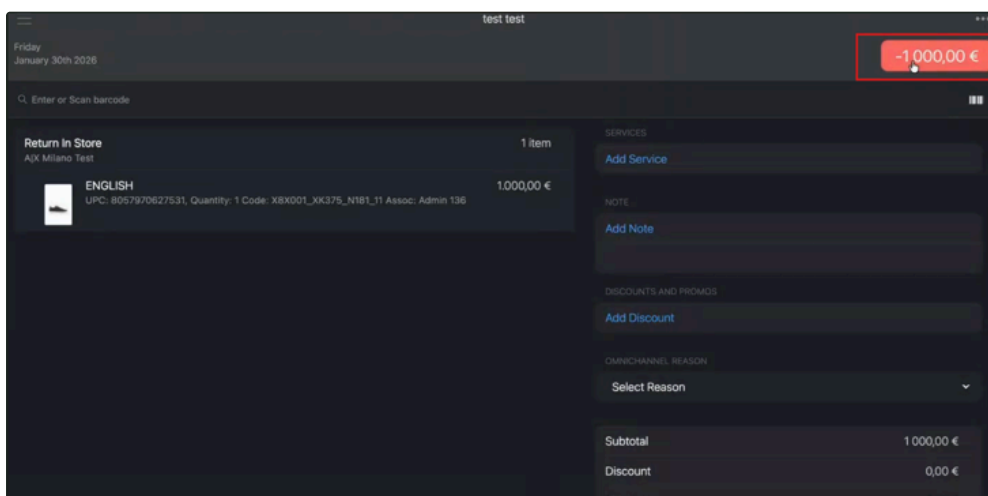 test test
Friday
January 30th 2026
-1 000,00 €
Enter or Scan barcode
Return In Store
1 item
A|X Milano Test
ENGLISH
1.000,00 €
UPC: 8057970627531, Quantity: 1 Code: X8X001_XK375_N181_11 Assoc: Admin 136
SERVICES
Add Service
NOTE
Add Note
DISCOUNTS AND PROMOS
Add Discount
OMNICHANNEL REASON
Select Reason
Subtotal
1 000,00 €
Discount
0,00 €